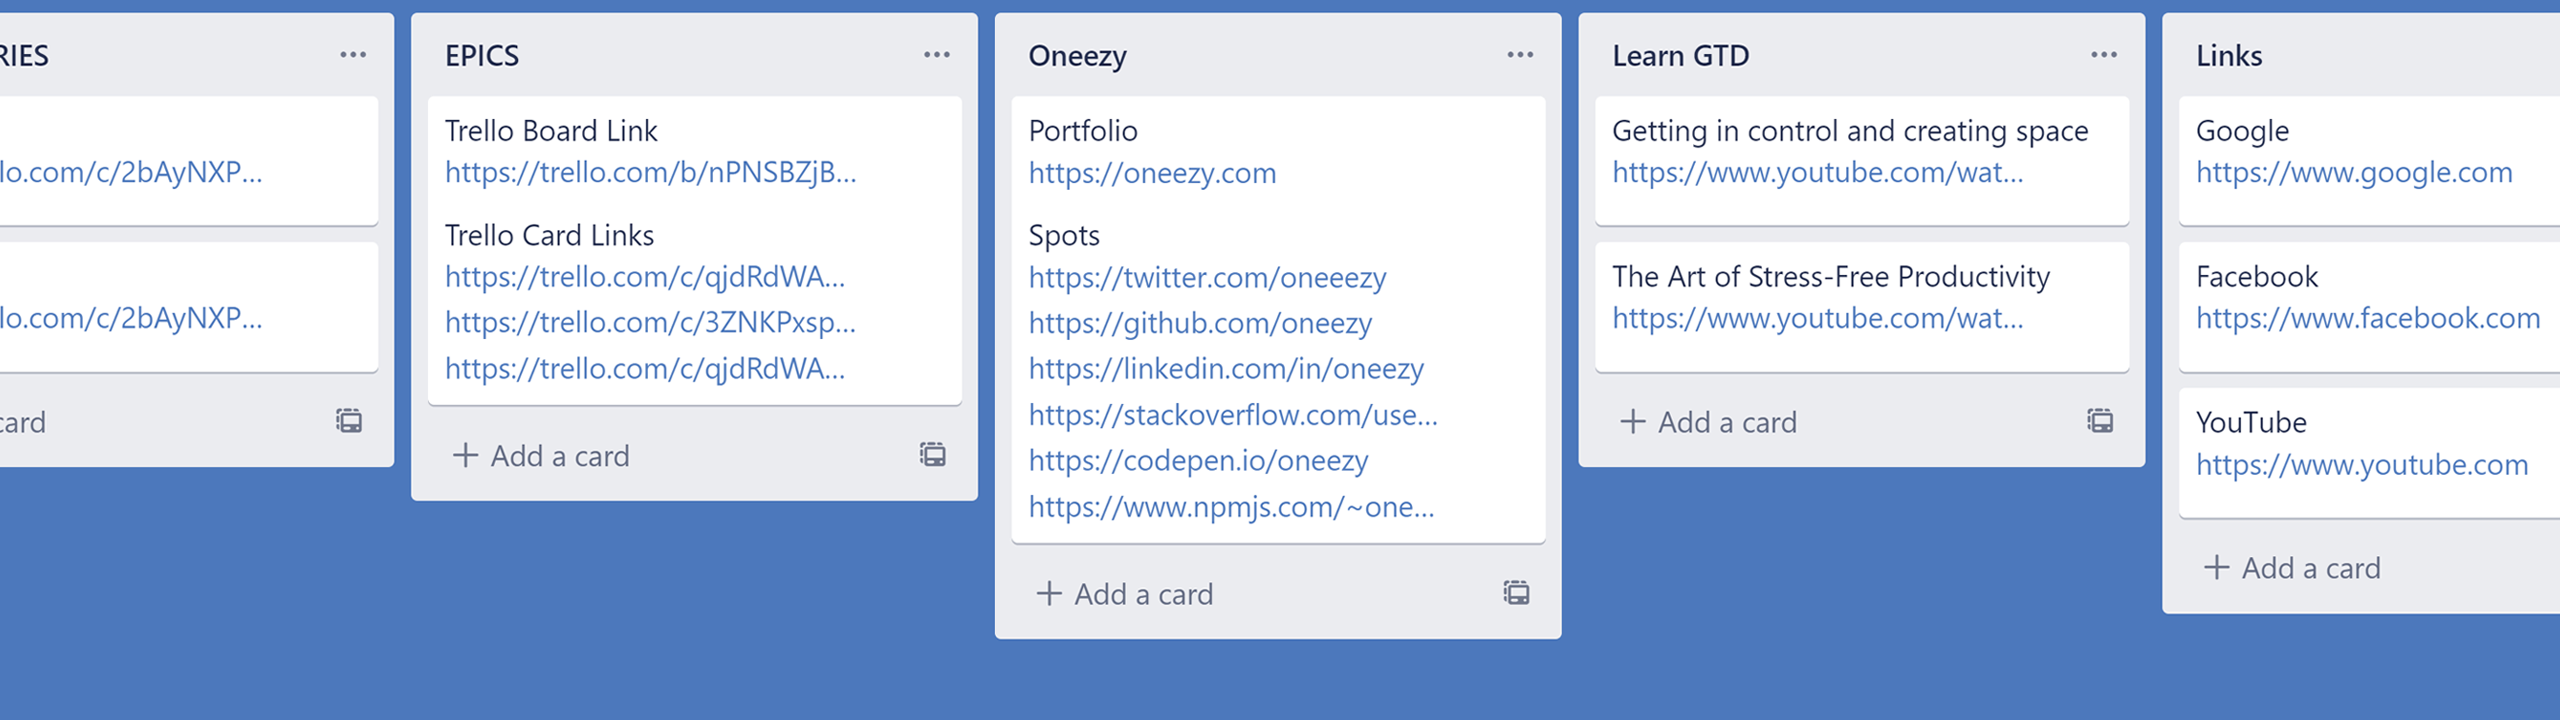 RIES
lo.com/c/2bAyNXP...
lo.com/c/2bAyNXP...
card
EPICS
Trello Board Link
https://trello.com/b/nPNSBZjB...
Trello Card Links
https://trello.com/c/qjdRdWA...
https://trello.com/c/3ZNKPxsp...
https://trello.com/c/qjdRdWA...
+ Add a card
Oneezy
Portfolio
https://oneezy.com
Spots
https://twitter.com/oneeezy
https://github.com/oneezy
https://linkedin.com/in/oneezy
https://stackoverflow.com/use...
https://codepen.io/oneezy
https://www.npmjs.com/~one...
+ Add a card
Learn GTD
Getting in control and creating space
https://www.youtube.com/wat...
The Art of Stress-Free Productivity
https://www.youtube.com/wat...
+ Add a card
Links
Google
https://www.google.com
Facebook
https://www.facebook.com
YouTube
https://www.youtube.com
+ Add a card